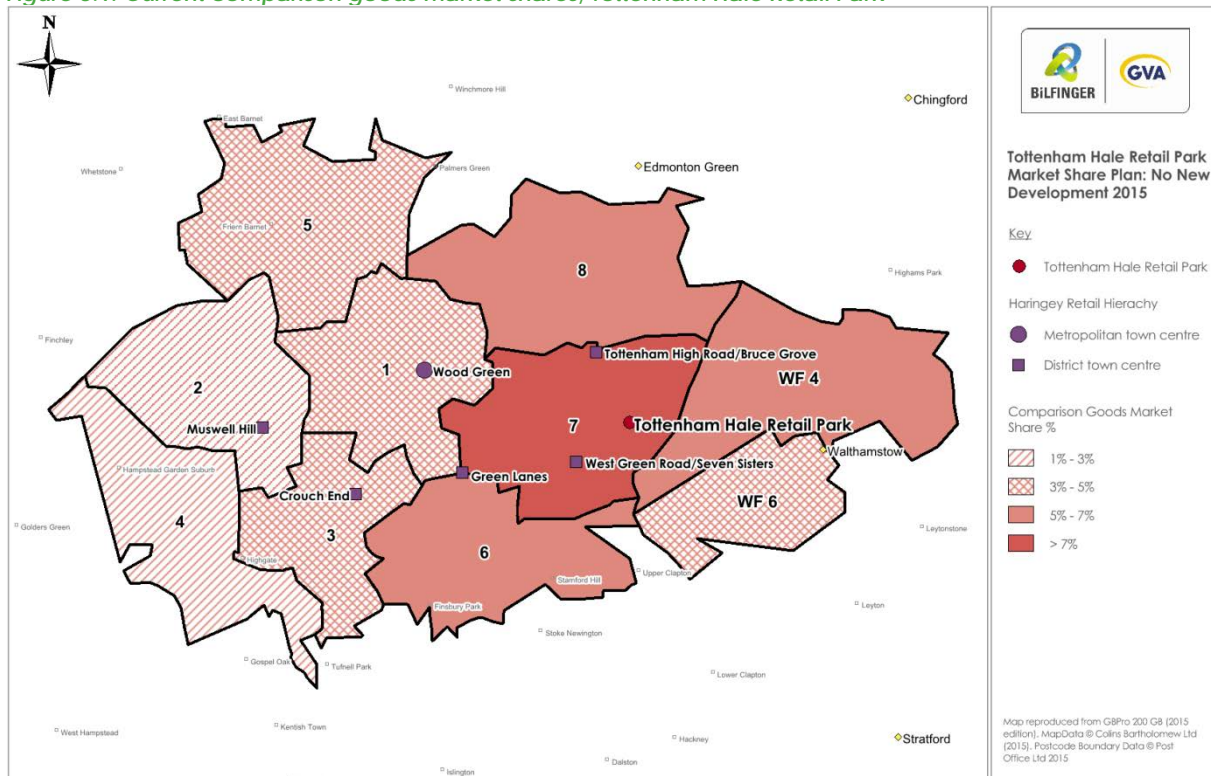 Figure 3.1: Current comparison goods market shares, Tottenham Hale Retail Park
N
Winchmore Hill
Chingford
East Barnet
Whetstone
Palmers Green
Edmonton Green
Friern Barnet
5
8
Highams Park
Finchley
Tottenham High Road/Bruce Grove
1
Wood Green
WF 4
2
7
Tottenham Hale Retail Park
Muswell Hill
Walthamstow
West Green Road/Seven Sisters
Hampstead Garden Suburb
Green Lanes
Crouch End
WF 6
Golders Green
4
3
Leytonstone
6
Highgate
Upper Clapton
Stamford Hill
Finsbury Park
Leyton
Stoke Newington
Gospel Oak
Tufnell Park
Lower Clapton
Kentish Town
West Hampstead
Hackney
Stratford
Dalston
Islington
BILFINGER
GVA
Tottenham Hale Retail Park
Market Share Plan: No New
Development 2015
Key
Tottenham Hale Retail Park
Haringey Retail Hierachy
Metropolitan town centre
District town centre
Comparison Goods Market
Share %
1% - 3%
3% - 5%
5% - 7%
> 7%
Map reproduced from GBPro 200 GB (2015
edition). MapData © Collins Bartholomew Ltd
(2015). Postcode Boundary Data © Post
Office Ltd 2015